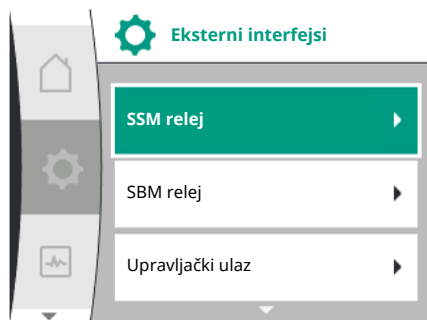 Eksterni interfejsi
SSM relej
SBM relej
Upravljački ulaz